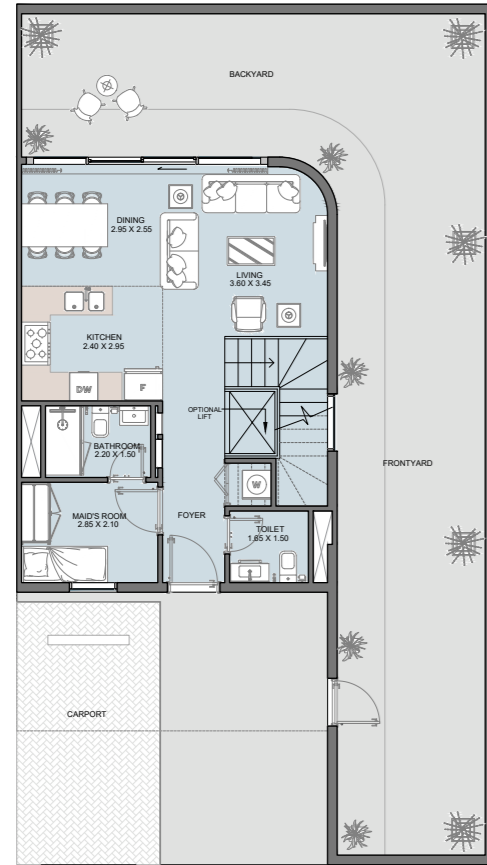 BACKYARD
DINING
2.95 X 2.55
LIVING
3.60 X 3.45
KITCHEN
2.40 X 2.95
DW
F
OPTIONAL
LIFT
BATHROOM
2.20 X 1.50
W
FRONTYARD
MAID'S ROOM
2.85 X 2.10
FOYER
TOILET
1.65 X 1.50
CARPORT